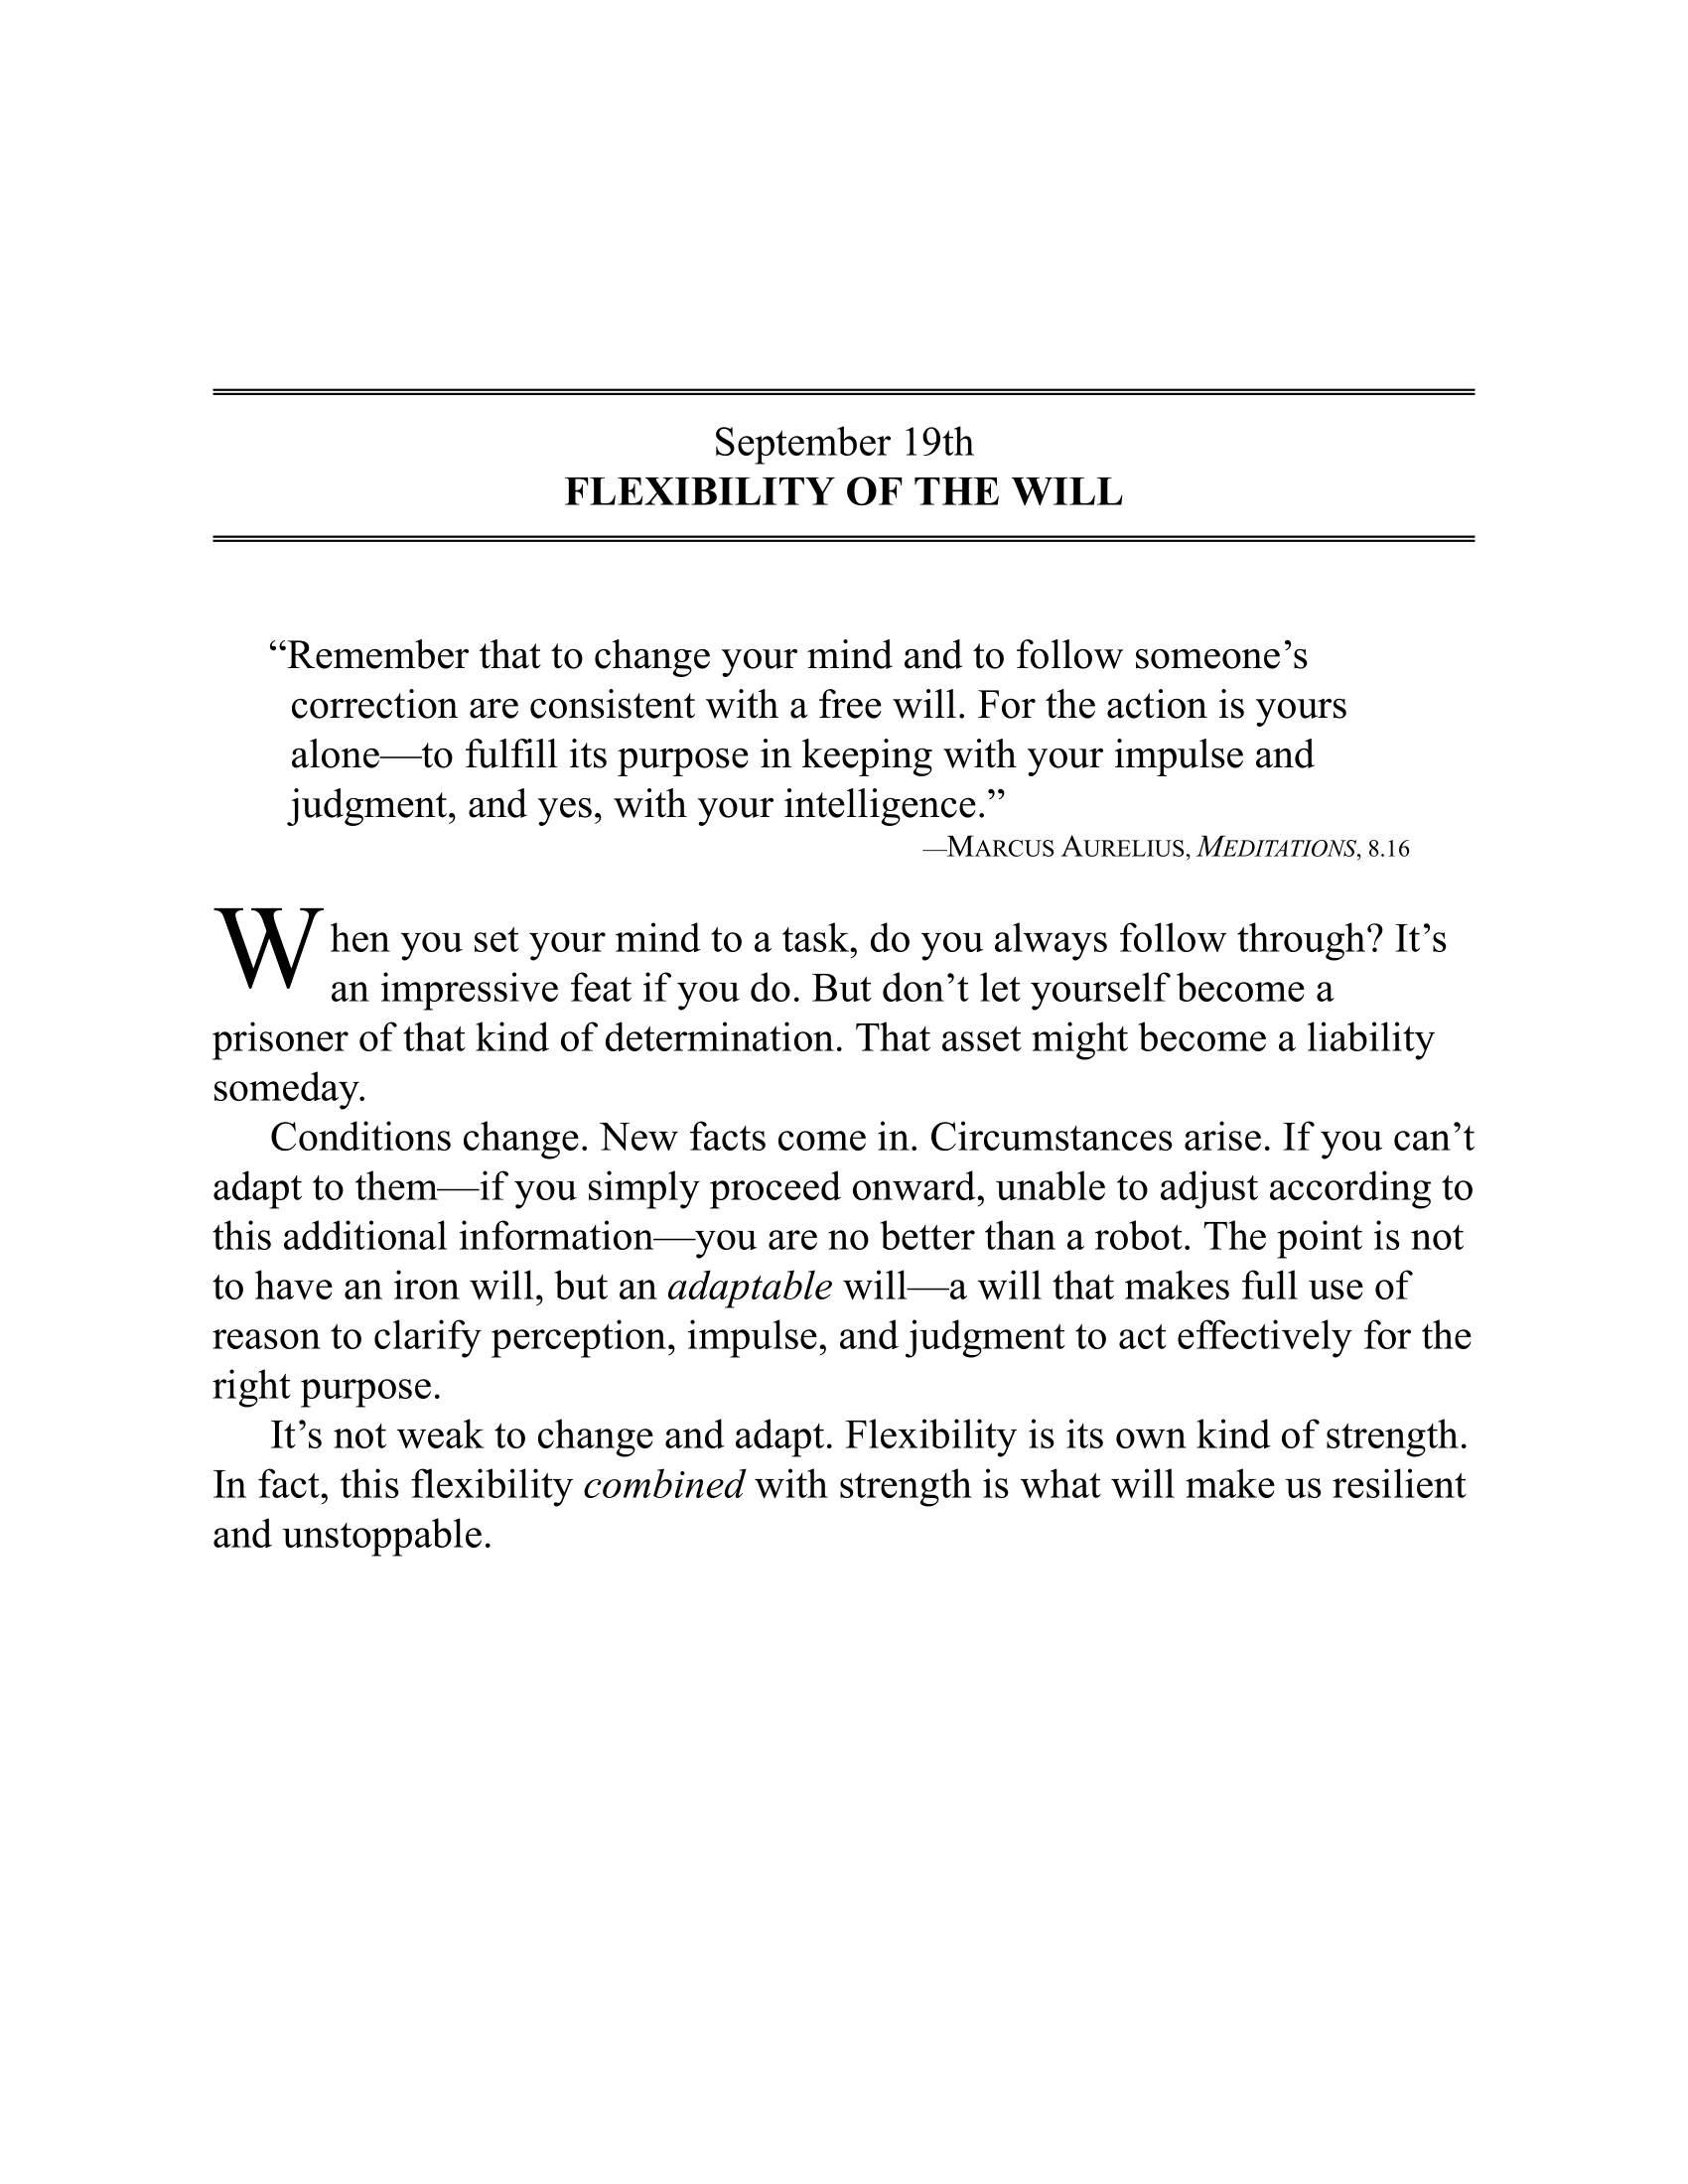 September 19th
FLEXIBILITY OF THE WILL
“Remember that to change your mind and to follow someone’s
correction are consistent with a free will. For the action is yours
alone—to fulfill its purpose in keeping with your impulse and
judgment, and yes, with your intelligence.”
—MARCUS AURELIUS, MEDITATIONS, 8.16
When you set your mind to a task, do you always follow through? It’s
an impressive feat if you do. But don’t let yourself become a
prisoner of that kind of determination. That asset might become a liability
someday.
Conditions change. New facts come in. Circumstances arise. If you can’t
adapt to them—if you simply proceed onward, unable to adjust according to
this additional information—you are no better than a robot. The point is not
to have an iron will, but an adaptable will—a will that makes full use of
reason to clarify perception, impulse, and judgment to act effectively for the
right purpose.
It’s not weak to change and adapt. Flexibility is its own kind of strength.
In fact, this flexibility combined with strength is what will make us resilient
and unstoppable.